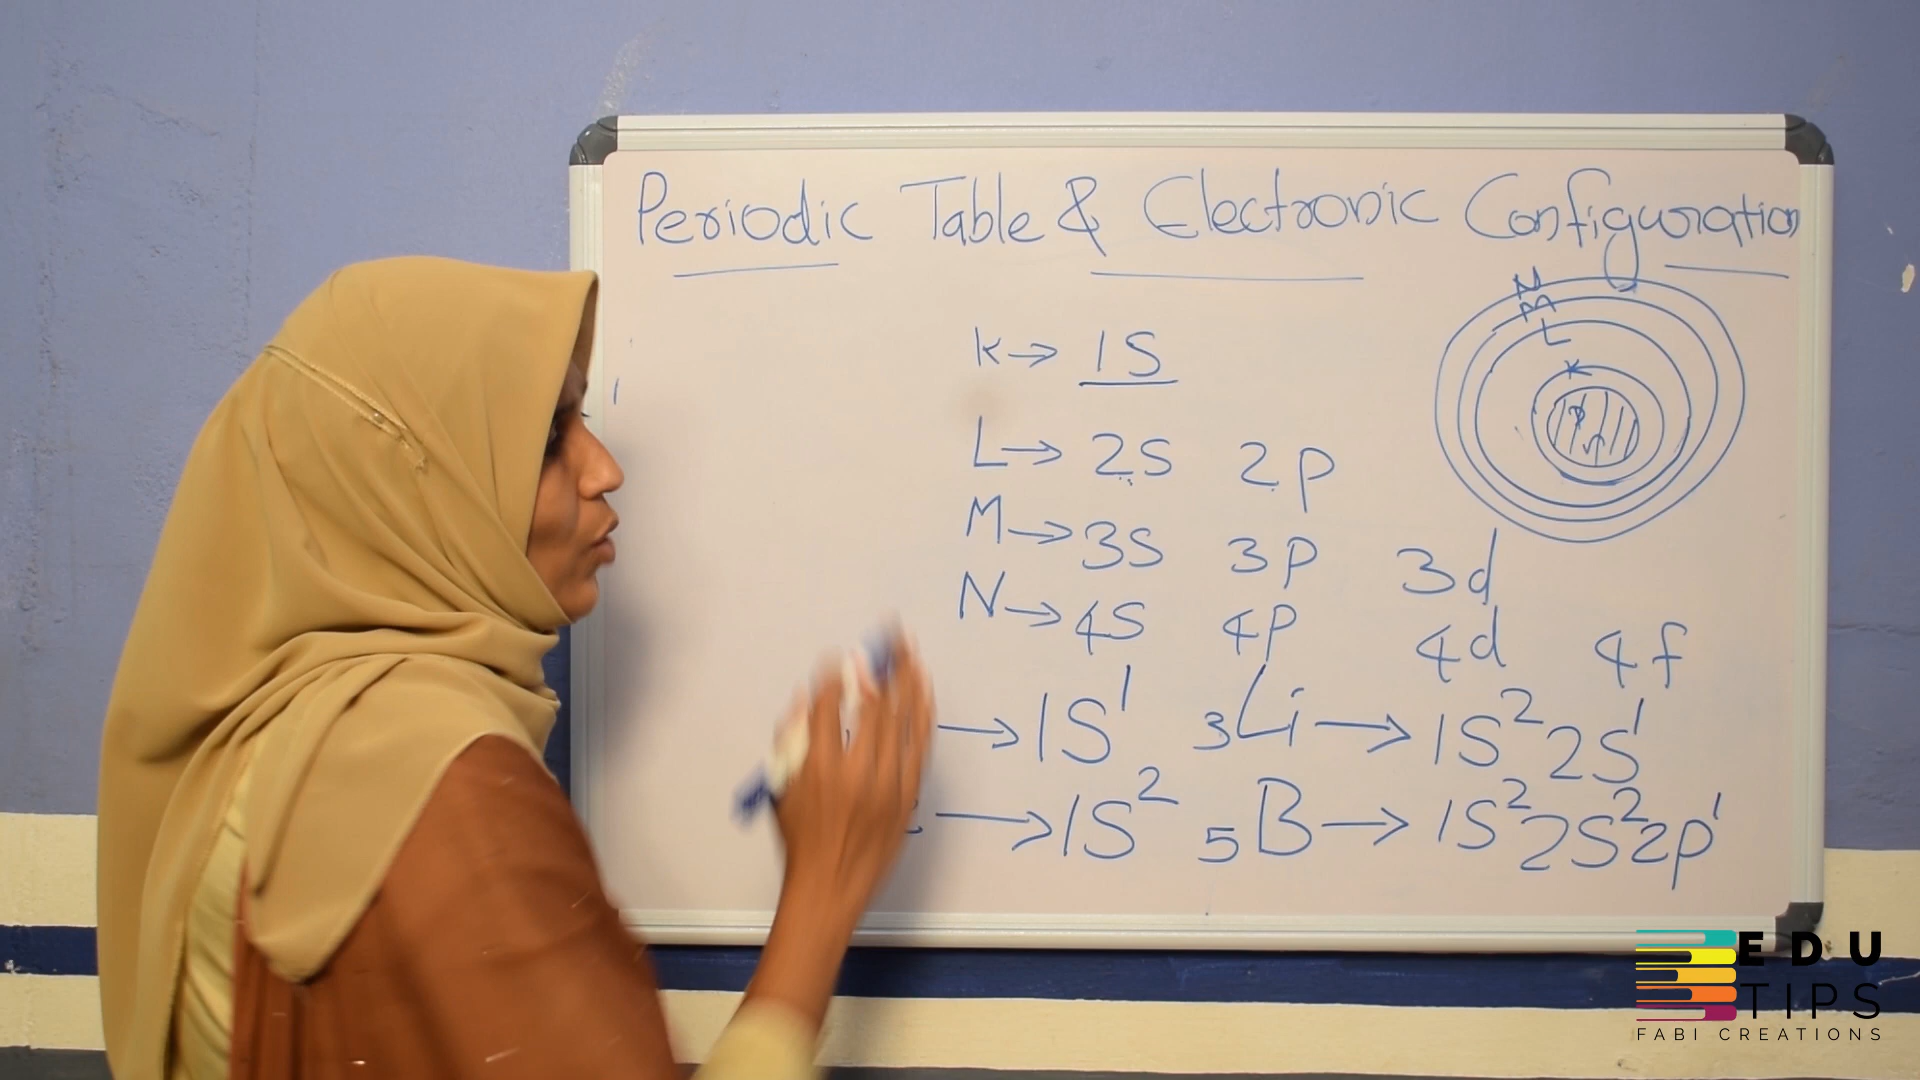 Periodic Table & Electronic Configuration
N
M
L
K
K→ 1S
L→ 2S 2p
M→ 3S 3p 3d
N→ 4S 4p 4d 4f
→ 1S¹ ₃Li → 1S² 2S¹
→ 1S² ₅B → 1S² 2S² 2p¹
EDU
TIPS
FABI CREATIONS